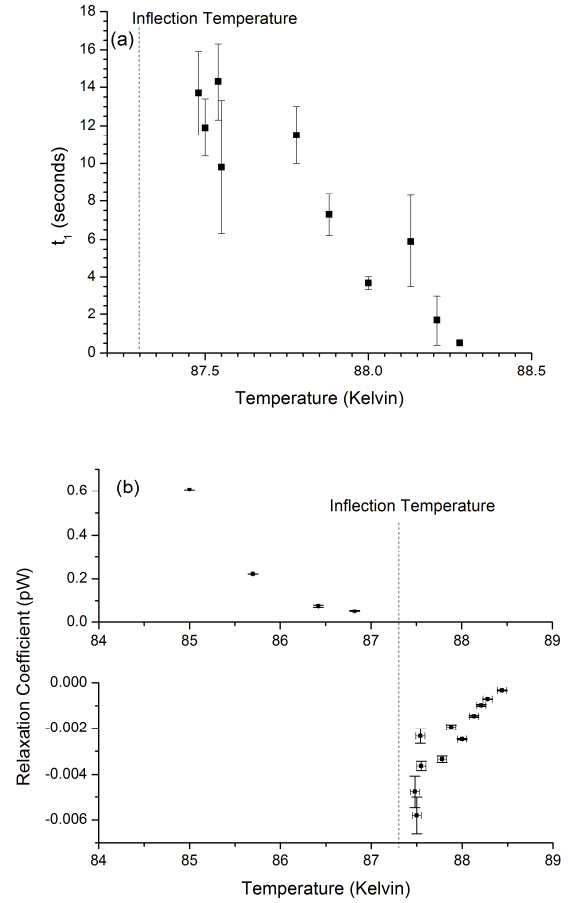 Inflection Temperature
(a)
18
16
14
12
10
8
6
4
2
0
t1 (seconds)
87.5 88.0 88.5
Temperature (Kelvin)
(b)
Inflection Temperature
0.6
0.4
0.2
0.0
84 85 86 87 88 89
Relaxation Coefficient (pW)
0.000
-0.002
-0.004
-0.006
84 85 86 87 88 89
Temperature (Kelvin)